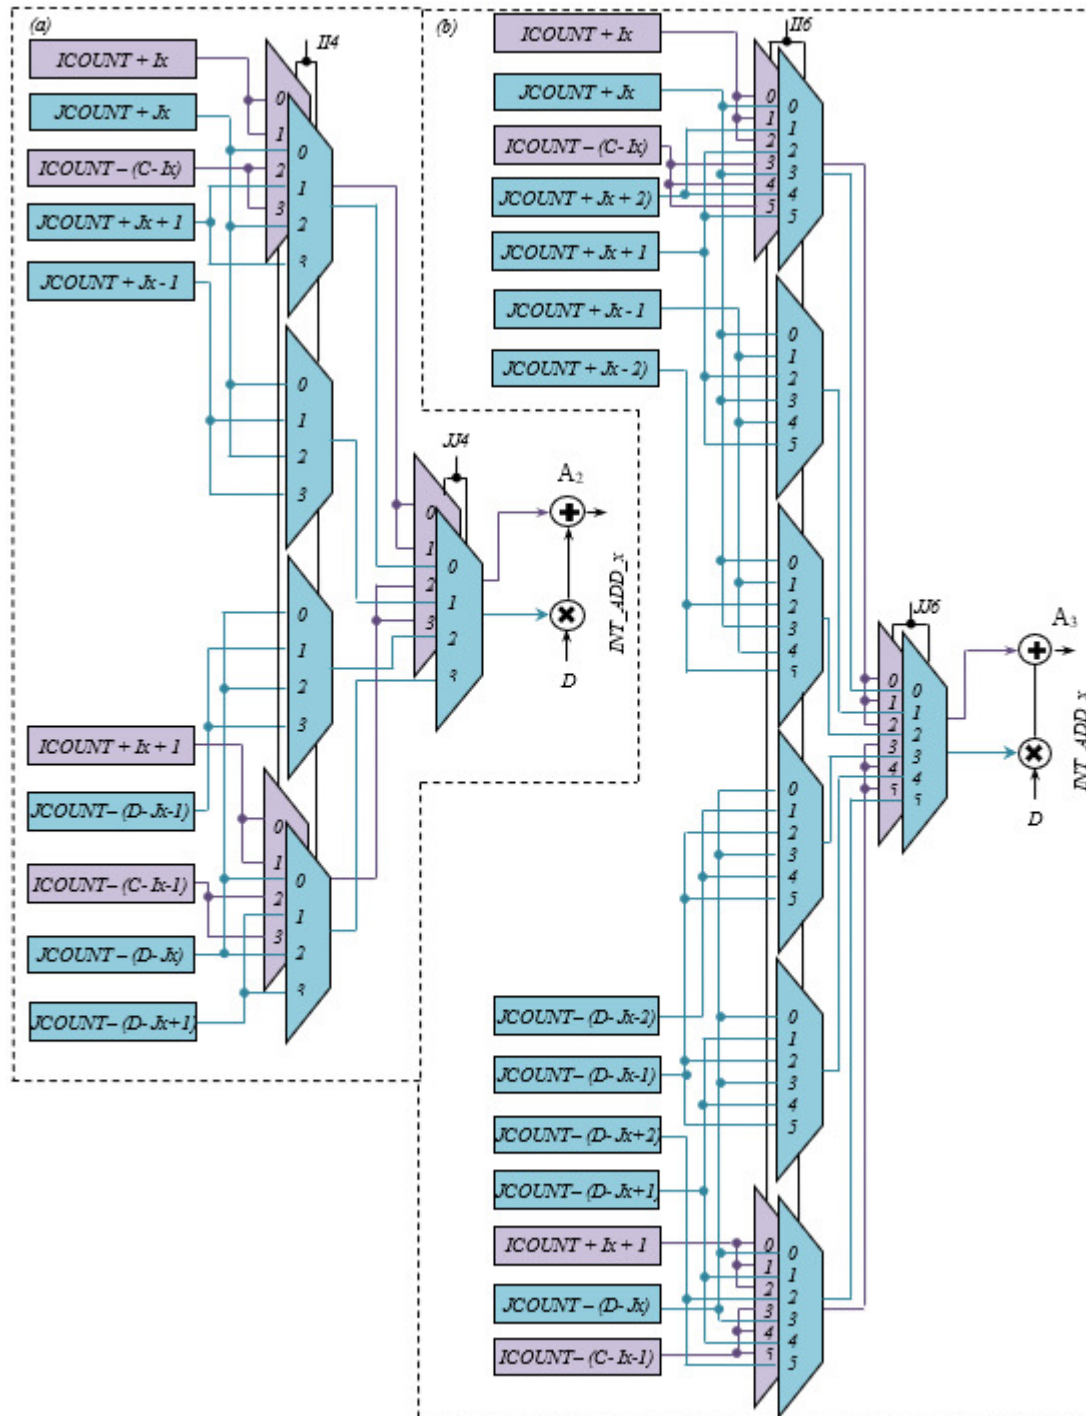 (a)
II4
ICOUNT + Ix
JCOUNT + Jx
ICOUNT – (C- Ix)
JCOUNT + Jx + 1
JCOUNT + Jx - 1
0
1
2
3
0
1
2
3
0
1
2
3
0
1
2
3
ICOUNT + Ix + 1
JCOUNT– (D- Jx-1)
ICOUNT – (C- Ix-1)
JCOUNT – (D- Jx)
JCOUNT– (D- Jx+1)
0
1
2
3
0
1
2
3
JJ4
0
1
2
3
0
1
2
3
A2
D
INT_ADD_x
(b)
II6
ICOUNT + Ix
JCOUNT + Jx
ICOUNT – (C- Ix)
JCOUNT + Jx + 2)
JCOUNT + Jx + 1
JCOUNT + Jx - 1
JCOUNT + Jx - 2)
0
1
2
3
4
5
0
1
2
3
4
5
0
1
2
3
4
5
0
1
2
3
4
5
0
1
2
3
4
5
0
1
2
3
4
5
JCOUNT– (D- Jx-2)
JCOUNT– (D- Jx-1)
JCOUNT– (D- Jx+2)
JCOUNT– (D- Jx+1)
ICOUNT + Ix + 1
JCOUNT – (D- Jx)
ICOUNT– (C- Ix-1)
0
1
2
3
4
5
0
1
2
3
4
5
JJ6
0
1
2
3
4
5
0
1
2
3
4
5
A3
D
INT_ADD_x